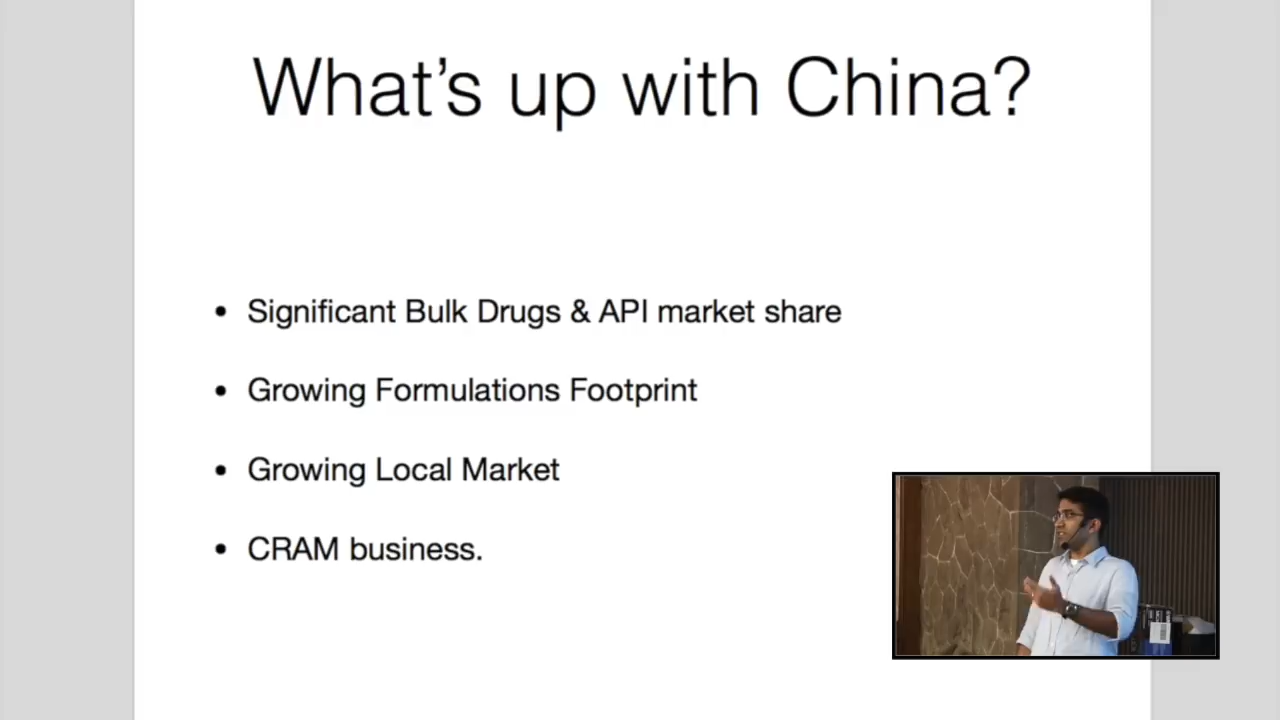 What's up with China?
• Significant Bulk Drugs & API market share
• Growing Formulations Footprint
• Growing Local Market
• CRAM business.